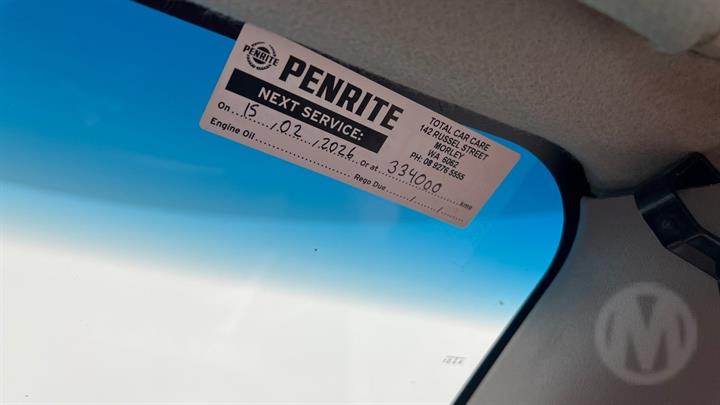 PENRITE
PENRITE
NEXT SERVICE:
On 15 / 02 / 2026 Or at 334000 kms
Engine Oil Rego Due / /
TOTAL CAR CARE
142 RUSSEL STREET
MORLEY
WA 6062
PH: 08 9276 5555
M